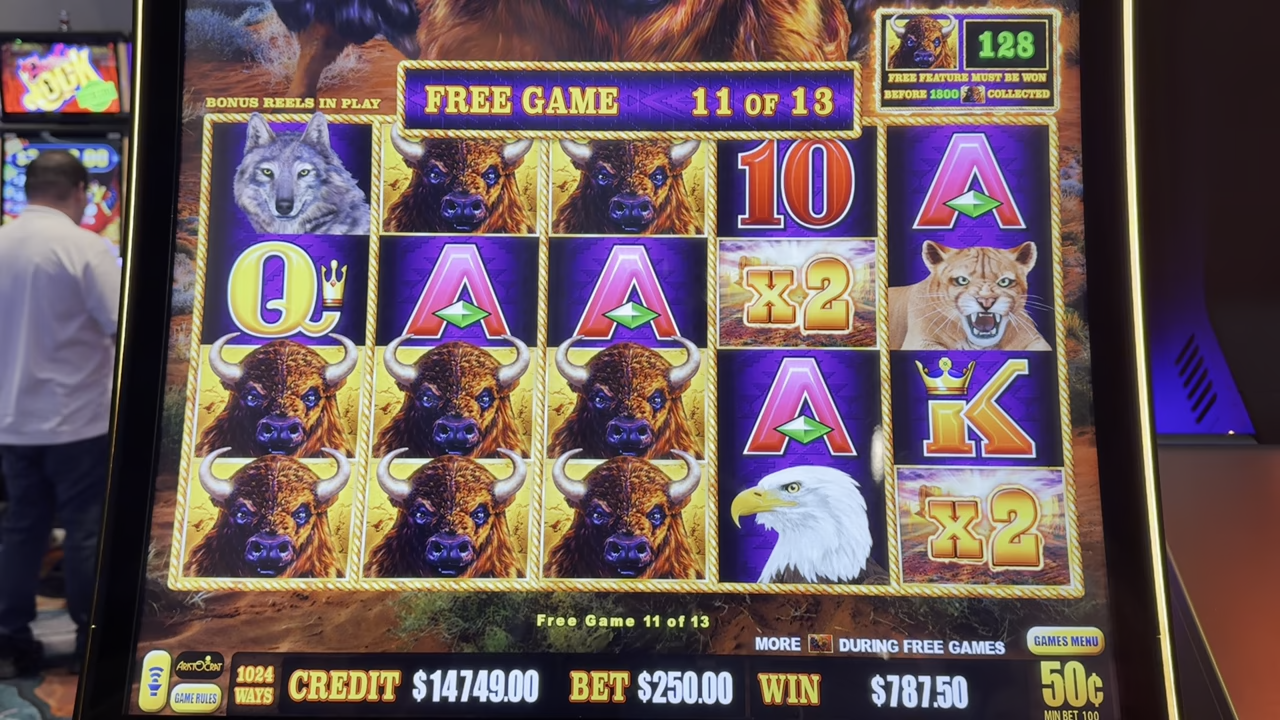 128
FREE FEATURE MUST BE WON
BEFORE 1800 COLLECTED
BONUS REELS IN PLAY
FREE GAME 11 OF 13
10
A
Q
A
A
x2
A
K
x2
Free Game 11 of 13
MORE DURING FREE GAMES
GAMES MENU
ARISTOCRAT
GAME RULES
1024
WAYS
CREDIT $14749.00
BET $250.00
WIN $787.50
50¢
MIN BET 100